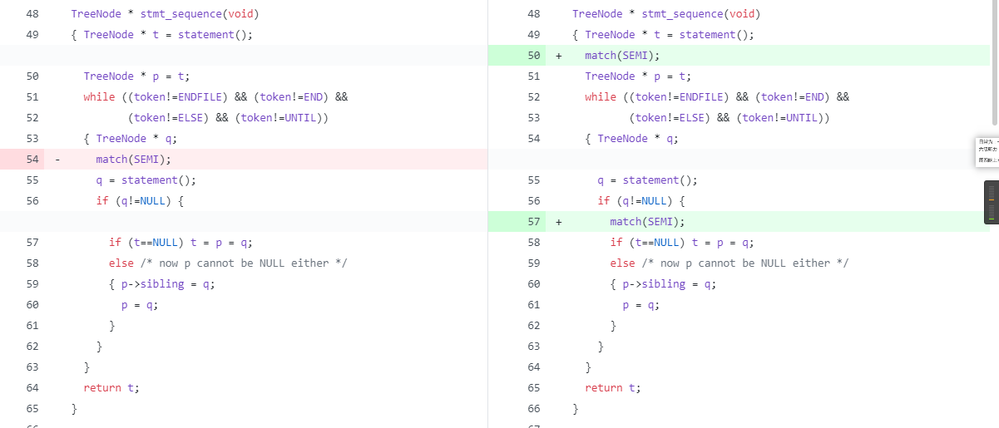 48 TreeNode * stmt_sequence(void)
49 { TreeNode * t = statement();
50 TreeNode * p = t;
51 while ((token!=ENDFILE) && (token!=END) &&
52 (token!=ELSE) && (token!=UNTIL))
53 { TreeNode * q;
54 - match(SEMI);
55 q = statement();
56 if (q!=NULL) {
57 if (t==NULL) t = p = q;
58 else /* now p cannot be NULL either */
59 { p->sibling = q;
60 p = q;
61 }
62 }
63 }
64 return t;
65 }
48 TreeNode * stmt_sequence(void)
49 { TreeNode * t = statement();
50 + match(SEMI);
51 TreeNode * p = t;
52 while ((token!=ENDFILE) && (token!=END) &&
53 (token!=ELSE) && (token!=UNTIL))
54 { TreeNode * q;
55 q = statement();
56 if (q!=NULL) {
57 + match(SEMI);
58 if (t==NULL) t = p = q;
59 else /* now p cannot be NULL either */
60 { p->sibling = q;
61 p = q;
62 }
63 }
64 }
65 return t;
66 }